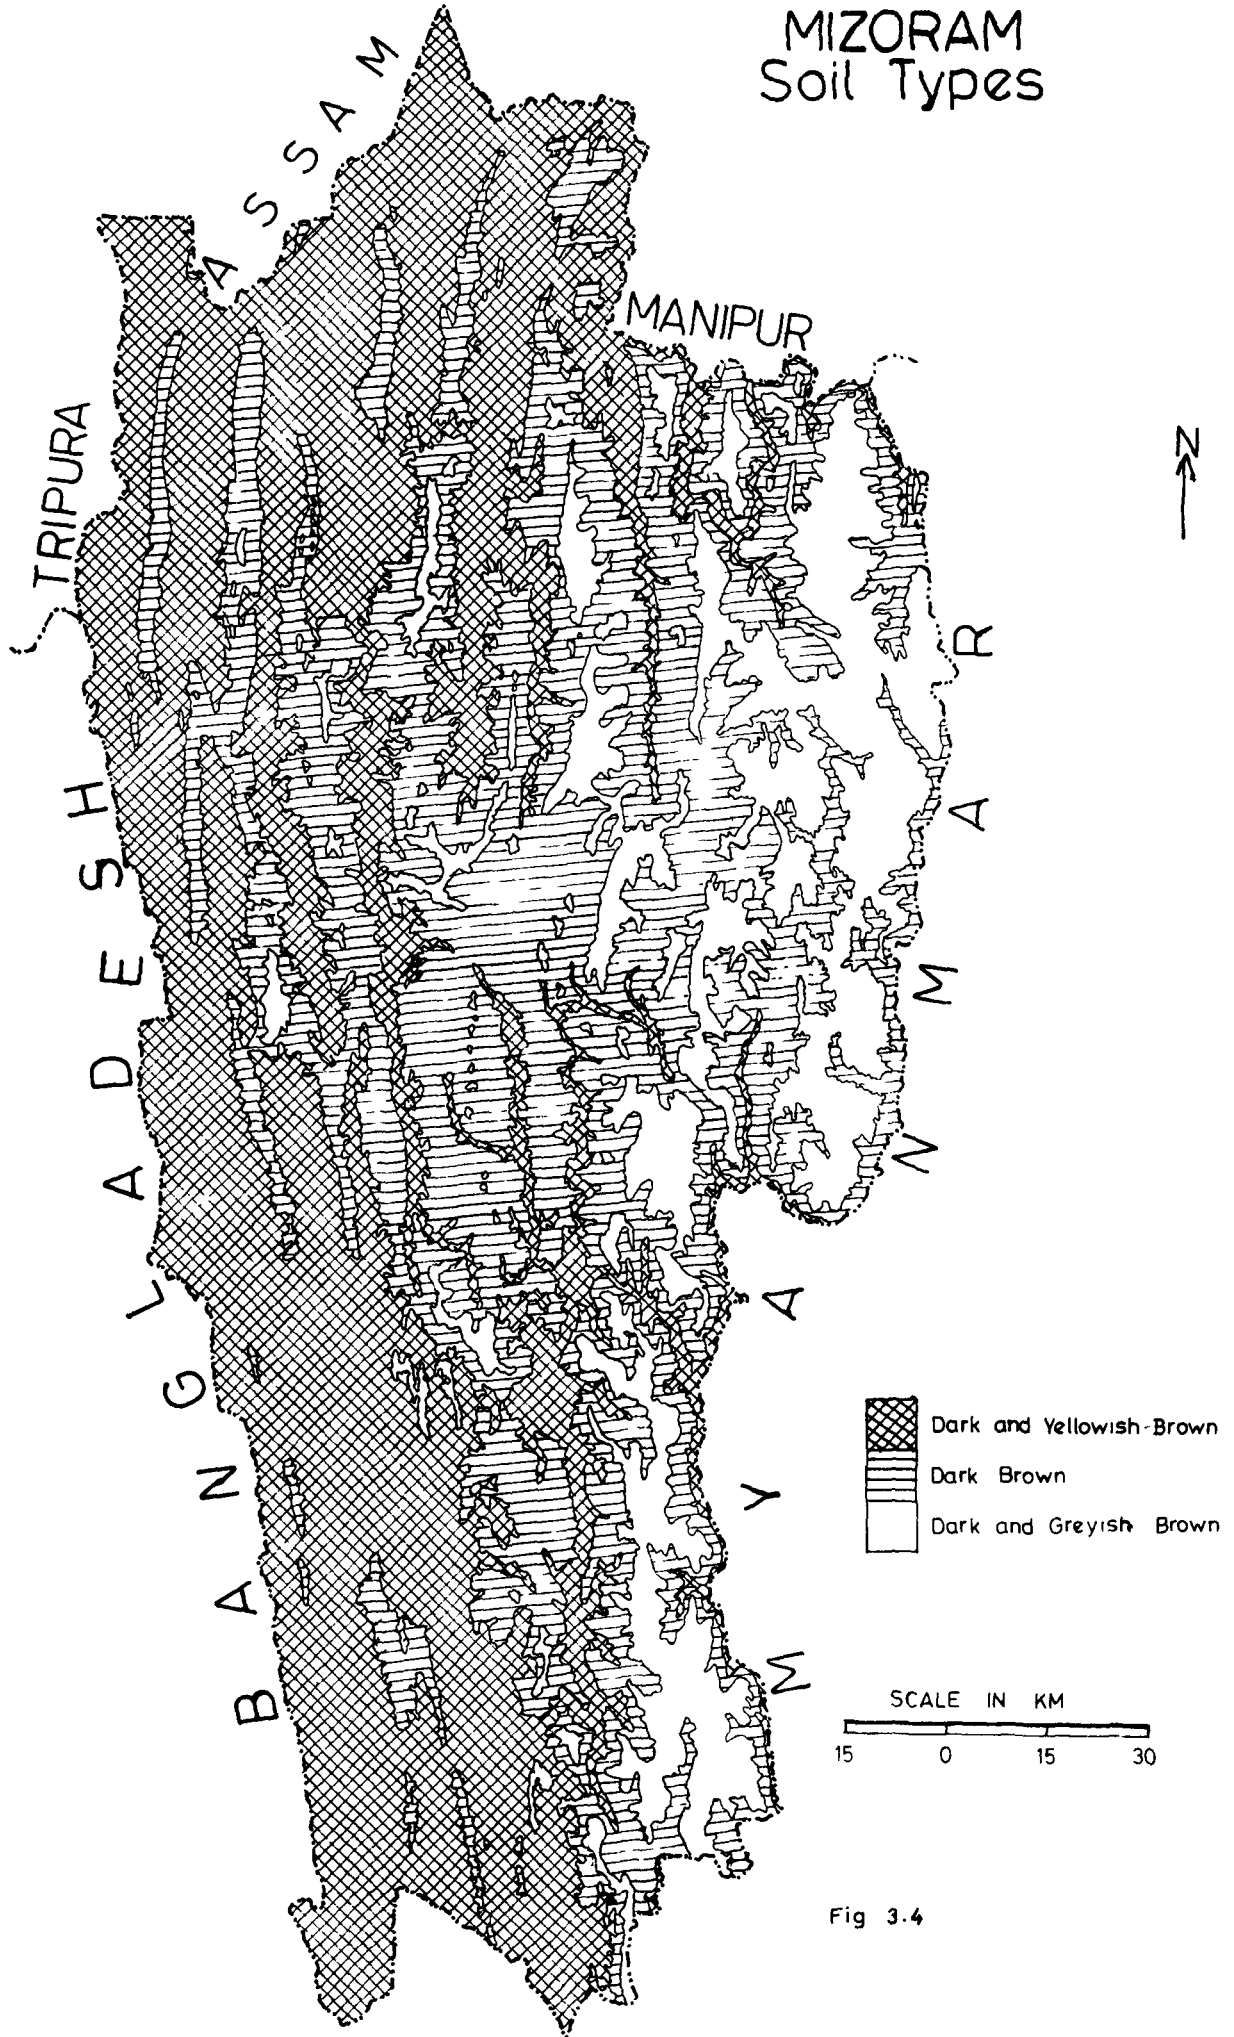 MIZORAM
Soil Types
ASSAM
MANIPUR
TRIPURA
N
BANGLADESH
MYANMAR
Dark and Yellowish-Brown
Dark Brown
Dark and Greyish Brown
SCALE IN KM
15 0 15 30
Fig 3.4